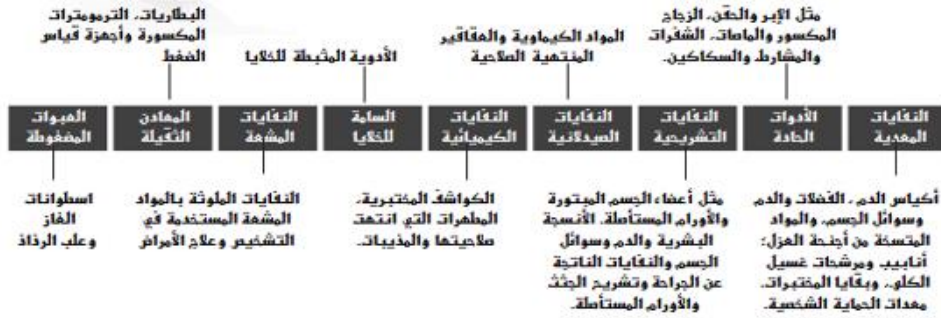 مثل الإبر والحقن، الزجاج
المكسور والماصات، الشفرات
والمشارط والسكاكين.
المواد الكيماوية والعقاقير
المنتهية الصلاحية
الأدوية المثبطة للخلايا
البطاريات، الترمومترات
المكسورة وأجهزة قياس
الضغط
النفايات
المعدية
الأدوات
الحادة
النفايات
التشريحية
النفايات
الصيدلانية
النفايات
الكيميائية
السامة
للخلايا
النفايات
المشعة
المعادن
الثقيلة
العبوات
المضغوطة
أكياس الدم، الفضلات والدم
وسوائل الجسم، والمواد
المتسخة من أجنحة العزل؛
أنابيب ومرشحات غسيل
الكلى، وبقايا المختبرات.
معدات الحماية الشخصية.
مثل أعضاء الجسم المبتورة
والأورام المستأصلة، الأنسجة
البشرية والدم وسوائل
الجسم والنفايات الناتجة
عن الجراحة وتشريح الجثث
والأورام المستأصلة.
الكواشف المختبرية،
المطهرات التي انتهت
صلاحيتها والمذيبات.
النفايات الملوثة بالمواد
المشعة المستخدمة في
التشخيص وعلاج الأمراض
اسطوانات
الغاز
وعلب الرذاذ